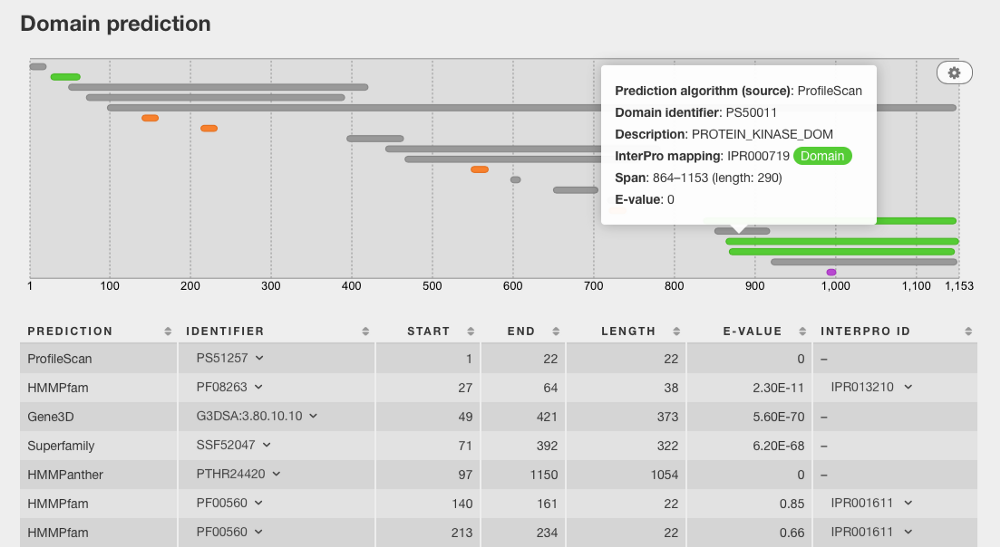 Domain prediction
Prediction algorithm (source): ProfileScan
Domain identifier: PS50011
Description: PROTEIN_KINASE_DOM
InterPro mapping: IPR000719 Domain
Span: 864–1153 (length: 290)
E-value: 0
1 100 200 300 400 500 600 700 800 900 1,000 1,100 1,153
PREDICTION IDENTIFIER START END LENGTH E-VALUE INTERPRO ID
ProfileScan PS51257 1 22 22 0 –
HMMPfam PF08263 27 64 38 2.30E-11 IPR013210
Gene3D G3DSA:3.80.10.10 49 421 373 5.60E-70 –
Superfamily SSF52047 71 392 322 6.20E-68 –
HMMPanther PTHR24420 97 1150 1054 0 –
HMMPfam PF00560 140 161 22 0.85 IPR001611
HMMPfam PF00560 213 234 22 0.66 IPR001611